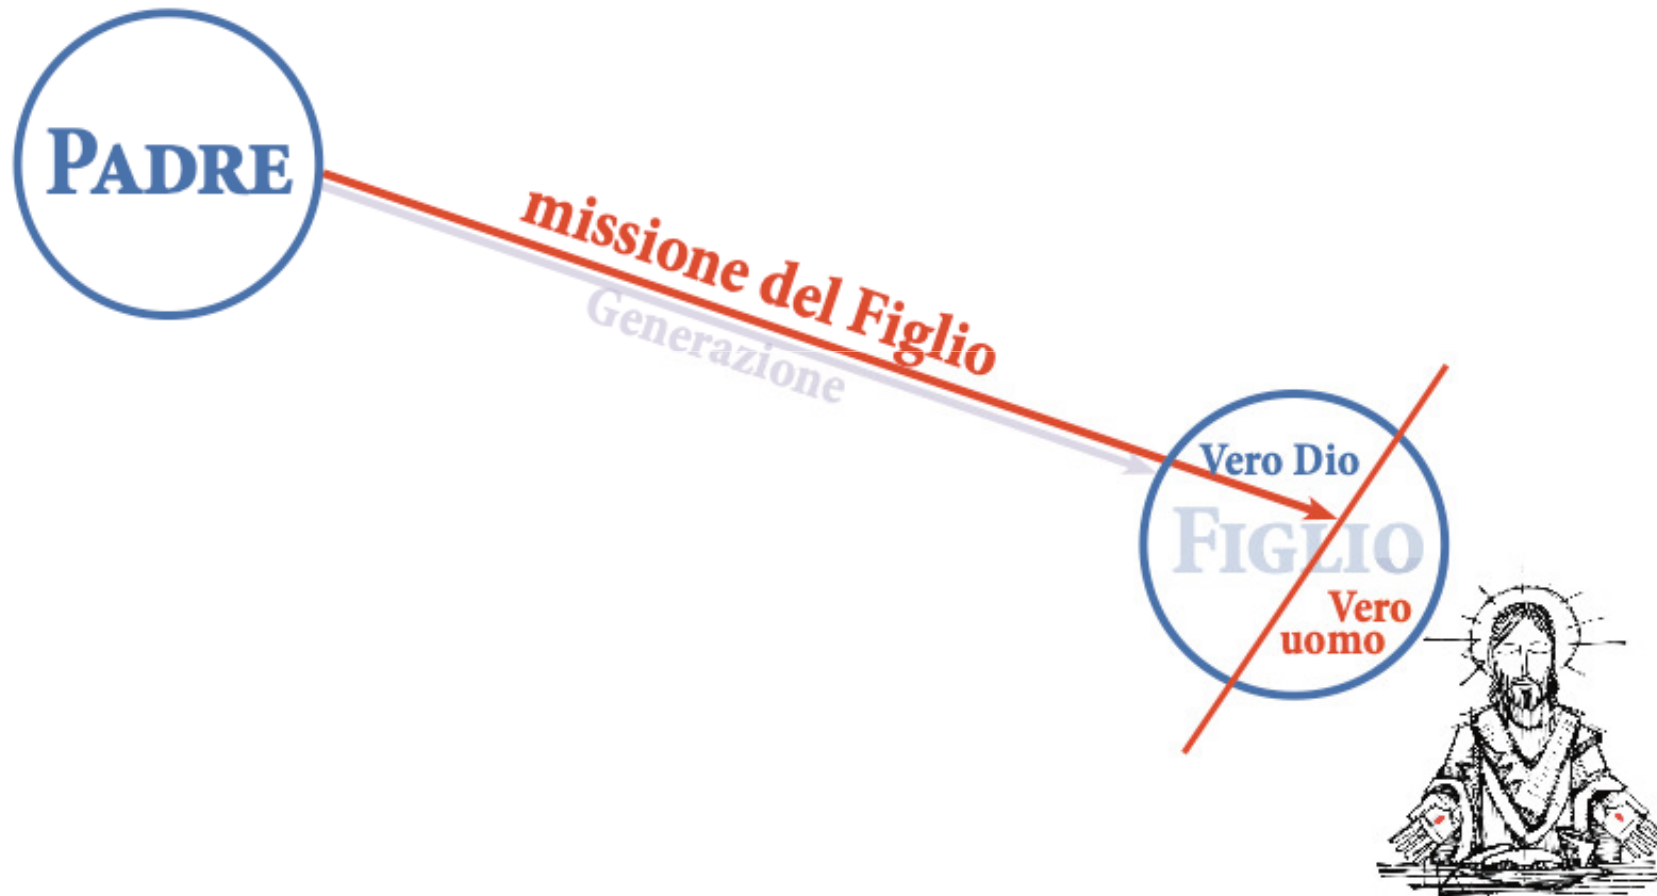 PADRE
missione del Figlio
Generazione
Vero Dio
FIGLIO
Vero
uomo